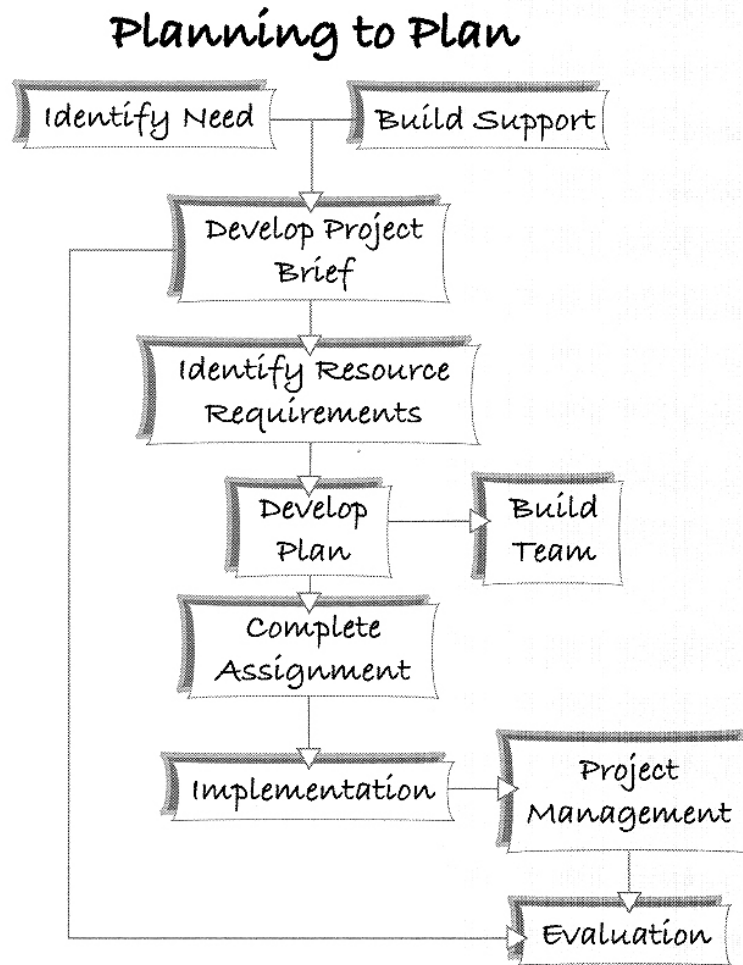 Planning to Plan
Identify Need
Build Support
Develop Project
Brief
Identify Resource
Requirements
Develop
Plan
Build
Team
Complete
Assignment
Implementation
Project
Management
Evaluation